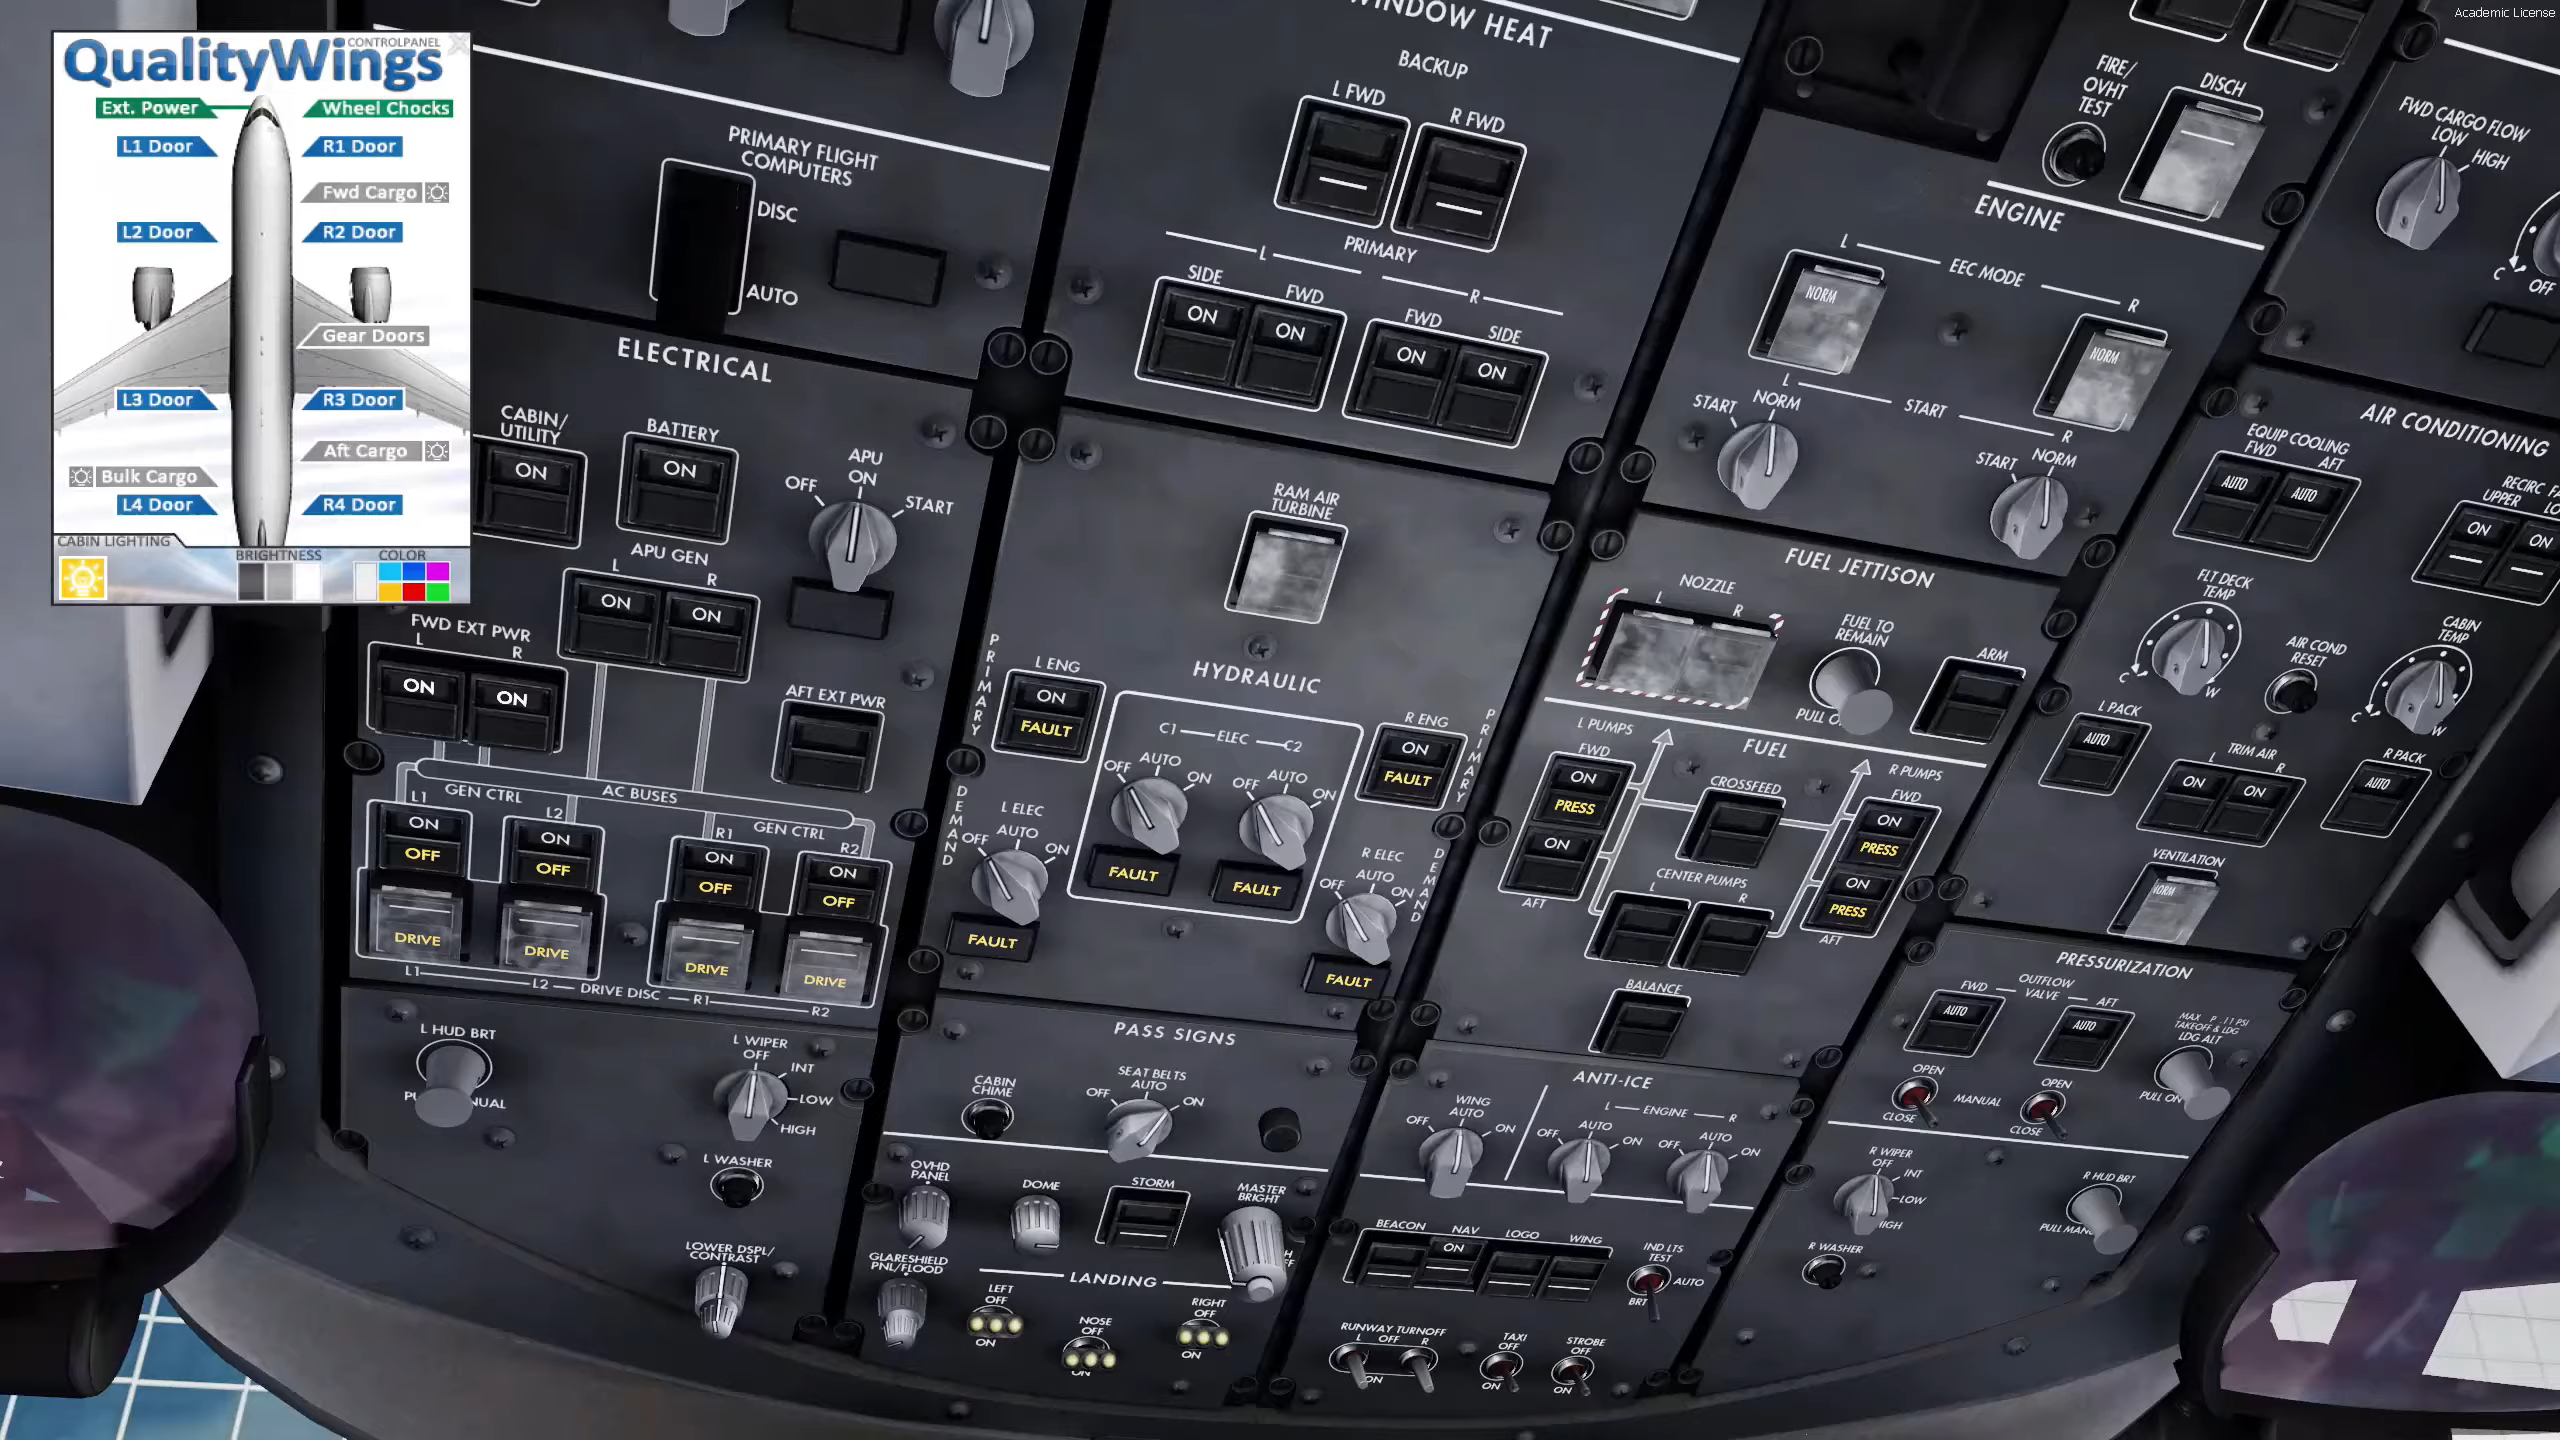 Academic License
CONTROLPANEL
QualityWings
Ext. Power
Wheel Chocks
L1 Door
R1 Door
Fwd Cargo
L2 Door
R2 Door
Gear Doors
L3 Door
R3 Door
Aft Cargo
Bulk Cargo
L4 Door
R4 Door
CABIN LIGHTING
BRIGHTNESS
COLOR
PRIMARY FLIGHT
COMPUTERS
DISC
AUTO
ELECTRICAL
CABIN/
UTILITY
ON
BATTERY
ON
APU
OFF
ON
START
APU GEN
L
R
ON
ON
FWD EXT PWR
L
R
ON
ON
AFT EXT PWR
L1
GEN CTRL
L2
AC BUSES
R1
GEN CTRL
R2
ON
OFF
ON
OFF
ON
OFF
ON
OFF
DRIVE
DRIVE
DRIVE
DRIVE
L1
L2
DRIVE DISC
R1
R2
L HUD BRT
L WIPER
OFF
INT
LOW
HIGH
L WASHER
LOWER DSPL/
CONTRAST
WINDOW HEAT
BACKUP
L FWD
R FWD
PRIMARY
L
R
SIDE
FWD
FWD
SIDE
ON
ON
ON
ON
RAM AIR
TURBINE
HYDRAULIC
PRIMARY
L ENG
ON
FAULT
C1
ELEC
C2
OFF
AUTO
ON
OFF
AUTO
ON
FAULT
FAULT
R ENG
ON
FAULT
PRIMARY
DEMAND
L ELEC
OFF
AUTO
ON
FAULT
R ELEC
OFF
AUTO
ON
FAULT
DEMAND
PASS SIGNS
CABIN
CHIME
SEAT BELTS
OFF
AUTO
ON
OVHD
PANEL
DOME
STORM
MASTER
BRIGHT
GLARESHIELD
PNL/FLOOD
LANDING
LEFT
OFF
ON
NOSE
OFF
ON
RIGHT
OFF
ON
FIRE/
OVHT
TEST
DISCH
ENGINE
L
EEC MODE
R
NORM
NORM
L
START
R
START
NORM
START
NORM
FUEL JETTISON
NOZZLE
L
R
FUEL TO
REMAIN
ARM
FUEL
L PUMPS
FWD
ON
PRESS
ON
AFT
CROSSFEED
R PUMPS
FWD
ON
PRESS
ON
PRESS
AFT
CENTER PUMPS
L
R
BALANCE
ANTI-ICE
WING
OFF
AUTO
ON
L
ENGINE
R
OFF
AUTO
ON
OFF
AUTO
ON
BEACON
NAV
LOGO
WING
ON
IND LTS
TEST
AUTO
BRT
RUNWAY TURNOFF
L
OFF
R
ON
TAXI
OFF
ON
STROBE
OFF
ON
FWD CARGO FLOW
LOW
HIGH
C
OFF
AIR CONDITIONING
EQUIP COOLING
FWD
AFT
AUTO
AUTO
RECIRC
UPPER
ON
ON
FLT DECK
TEMP
C
W
AIR COND
RESET
CABIN
TEMP
C
W
L PACK
AUTO
TRIM AIR
L
R
ON
ON
R PACK
AUTO
VENTILATION
NORM
PRESSURIZATION
OUTFLOW
VALVE
FWD
AFT
AUTO
AUTO
TAKEOFF & LDG
LDG ALT
PULL ON
OPEN
CLOSE
MANUAL
OPEN
CLOSE
R WIPER
OFF
INT
LOW
R WASHER
R HUD BRT